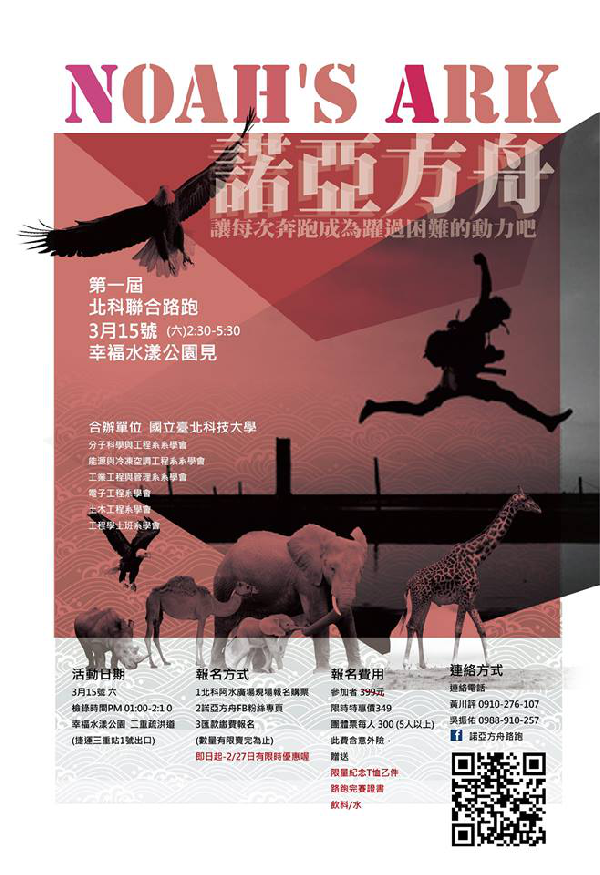 NOAH'S ARK
諾亞方舟
讓每次奔跑成為躍過困難的動力吧
第一屆
北科聯合路跑
3月15號 (六)2:30-5:30
幸福水漾公園見
合辦單位 國立臺北科技大學
分子科學與工程系系學會
能源與冷凍空調工程系系學會
工業工程與管理系系學會
電子工程系學會
土木工程系學會
工程學士班系學會
活動日期
3月15號 六
檢錄時間PM 01:00-2:10
幸福水漾公園 二重疏洪道
(捷運三重站1號出口)
報名方式
1北科阿水廣場現場報名購票
2諾亞方舟FB粉絲專頁
3匯款繳費報名
(數量有限賣完為止)
即日起-2/27日有限時優惠喔
報名費用
參加者 399元
限時特惠價349
團體票每人 300 (5人以上)
此費含意外險，
贈送
限量紀念T恤乙件
路跑完賽證書
飲料/水
連絡方式
連絡電話
黃川評 0910-276-107
吳振佑 0988-910-257
諾亞方舟路跑